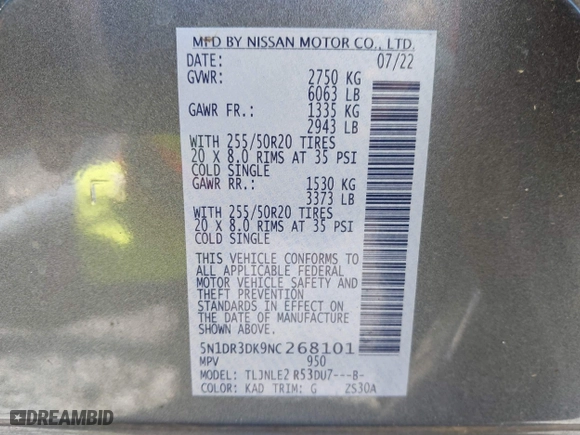 MFD BY NISSAN MOTOR CO., LTD.
DATE: 07/22
GVWR: 2750 KG
6063 LB
GAWR FR.: 1335 KG
2943 LB
WITH 255/50R20 TIRES
20 X 8.0 RIMS AT 35 PSI
COLD SINGLE
GAWR RR.: 1530 KG
3373 LB
WITH 255/50R20 TIRES
20 X 8.0 RIMS AT 35 PSI
COLD SINGLE
THIS VEHICLE CONFORMS TO
ALL APPLICABLE FEDERAL
MOTOR VEHICLE SAFETY AND
THEFT PREVENTION
STANDARDS IN EFFECT ON
THE DATE OF MANUFACTURE
SHOWN ABOVE.
5N1DR3DK9NC268101
MPV 950
MODEL: TLJNLE2 R53DU7---B-
COLOR: KAD TRIM: G ZS30A
DREAMBID